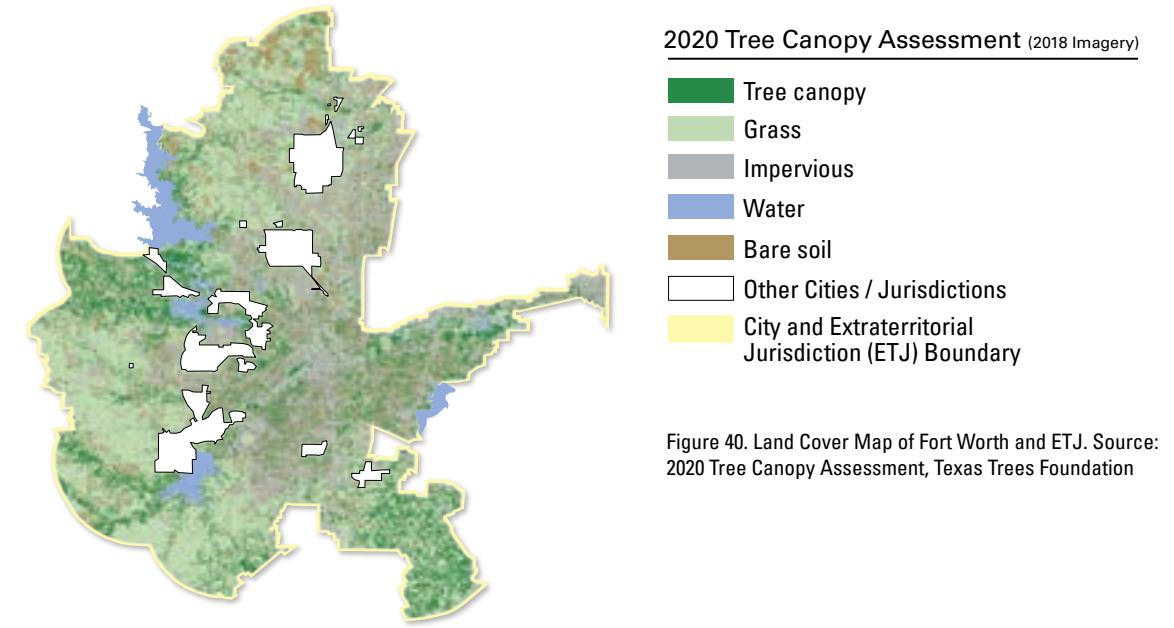 2020 Tree Canopy Assessment (2018 Imagery)
Tree canopy
Grass
Impervious
Water
Bare soil
Other Cities / Jurisdictions
City and Extraterritorial
Jurisdiction (ETJ) Boundary
Figure 40. Land Cover Map of Fort Worth and ETJ. Source:
2020 Tree Canopy Assessment, Texas Trees Foundation